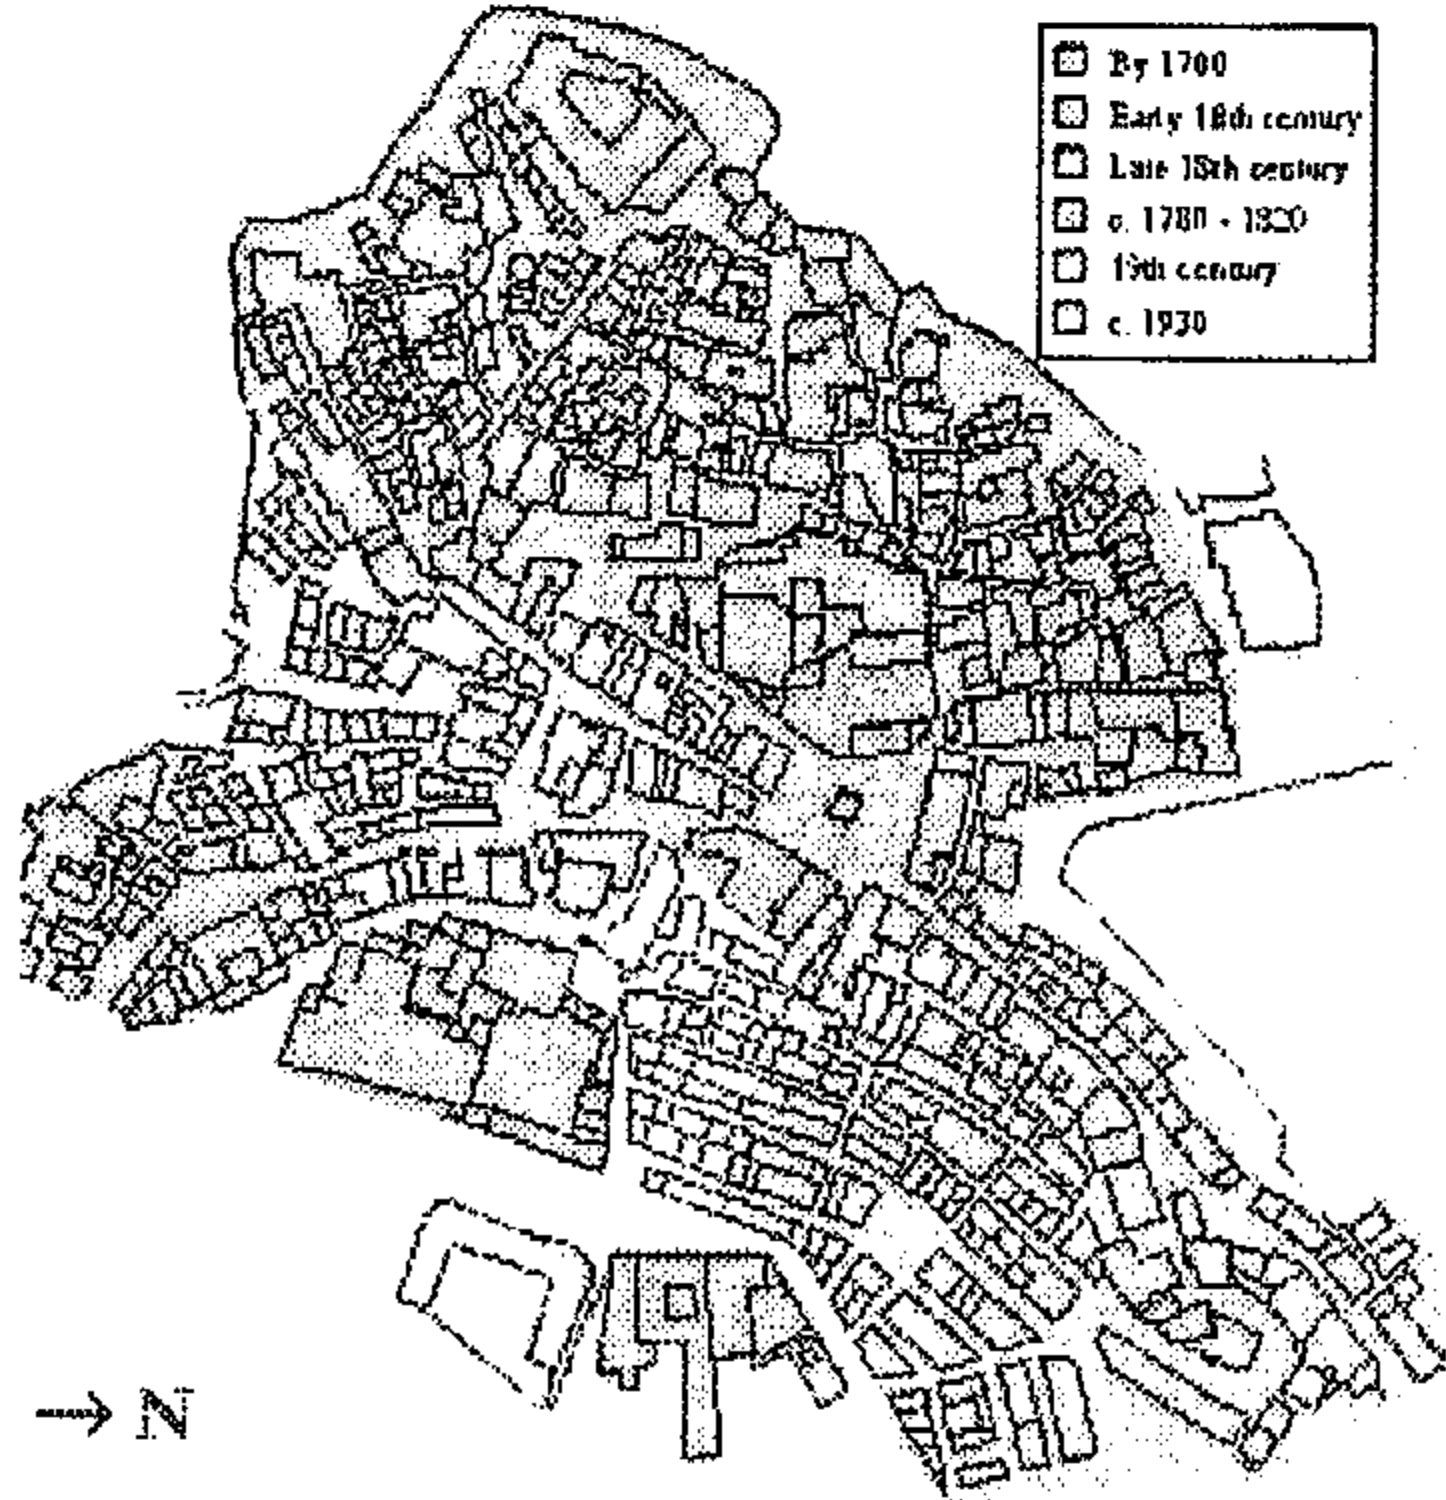 By 1700
Early 18th century
Late 18th century
c. 1780 - 1820
19th century
c. 1930
N